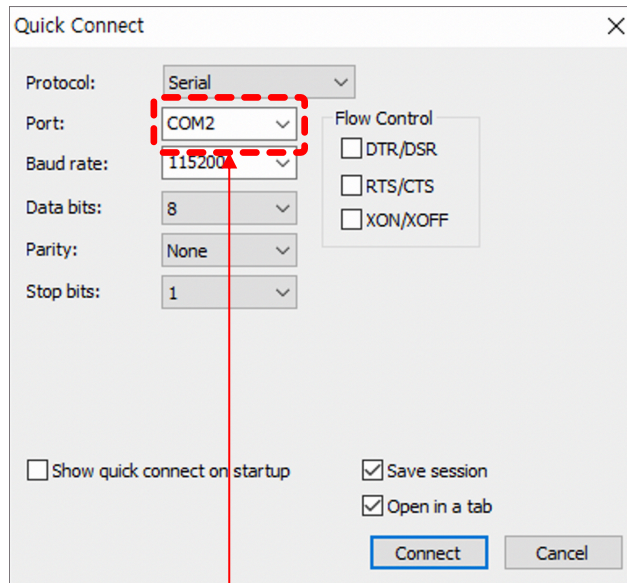 Quick Connect
Protocol: Serial
Port: COM2
Baud rate: 115200
Data bits: 8
Parity: None
Stop bits: 1
Flow Control
DTR/DSR
RTS/CTS
XON/XOFF
Show quick connect on startup
Save session
Open in a tab
Connect
Cancel